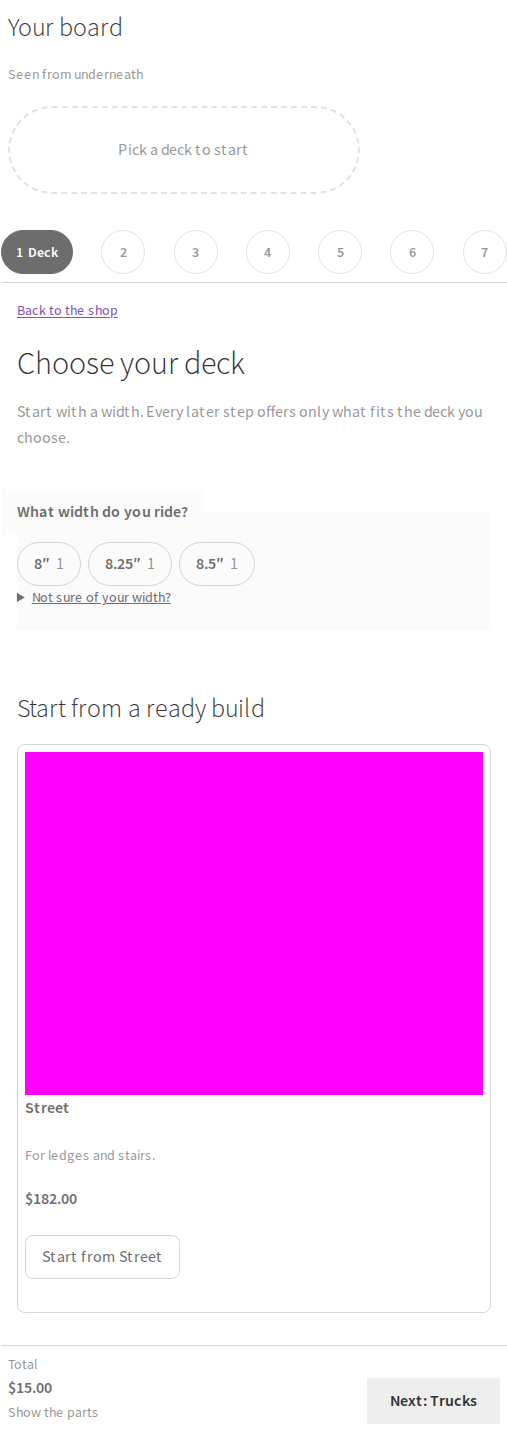 Your board
Seen from underneath
Pick a deck to start
1 Deck 2 3 4 5 6 7
Back to the shop
Choose your deck
Start with a width. Every later step offers only what fits the deck you
choose.
What width do you ride?
8″ 1 8.25″ 1 8.5″ 1
Not sure of your width?
Start from a ready build
Street
For ledges and stairs.
$182.00
Start from Street
Total
$15.00
Show the parts
Next: Trucks